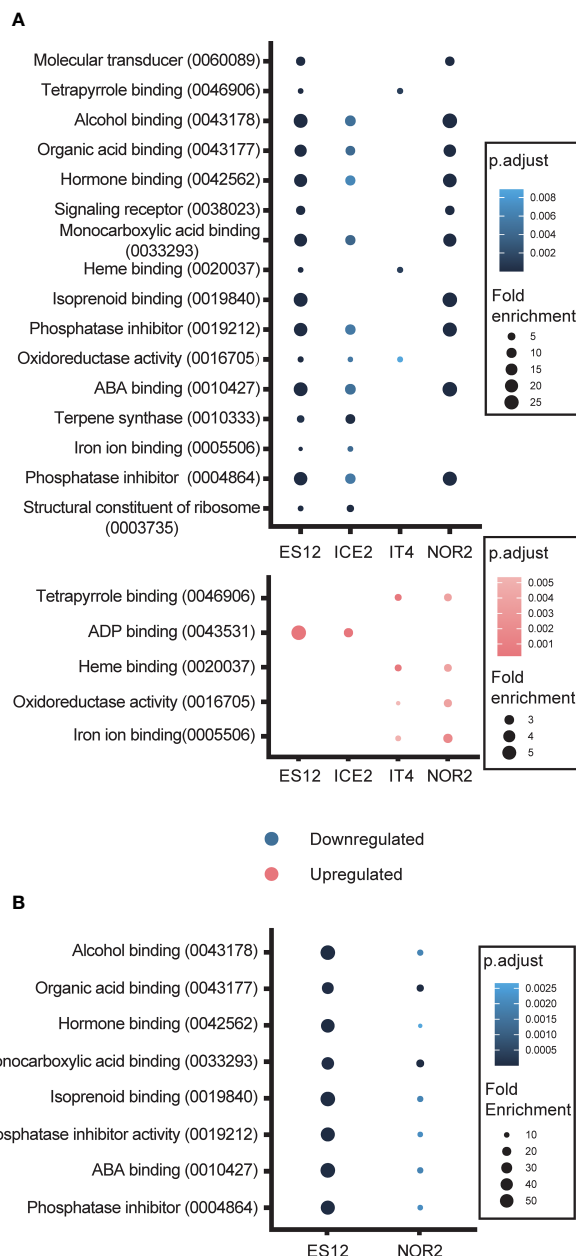 A
Molecular transducer (0060089)
Tetrapyrrole binding (0046906)
Alcohol binding (0043178)
Organic acid binding (0043177)
Hormone binding (0042562)
Signaling receptor (0038023)
Monocarboxylic acid binding
(0033293)
Heme binding (0020037)
Isoprenoid binding (0019840)
Phosphatase inhibitor (0019212)
Oxidoreductase activity (0016705)
ABA binding (0010427)
Terpene synthase (0010333)
Iron ion binding (0005506)
Phosphatase inhibitor (0004864)
Structural constituent of ribosome
(0003735)
ES12 ICE2 IT4 NOR2
p.adjust
0.008
0.006
0.004
0.002
Fold
enrichment
5
10
15
20
25
Tetrapyrrole binding (0046906)
ADP binding (0043531)
Heme binding (0020037)
Oxidoreductase activity (0016705)
Iron ion binding(0005506)
ES12 ICE2 IT4 NOR2
p.adjust
0.005
0.004
0.003
0.002
0.001
Fold
enrichment
3
4
5
Downregulated
Upregulated
B
Alcohol binding (0043178)
Organic acid binding (0043177)
Hormone binding (0042562)
onocarboxylic acid binding (0033293)
Isoprenoid binding (0019840)
osphatase inhibitor activity (0019212)
ABA binding (0010427)
Phosphatase inhibitor (0004864)
ES12 NOR2
p.adjust
0.0025
0.0020
0.0015
0.0010
0.0005
Fold
Enrichment
10
20
30
40
50